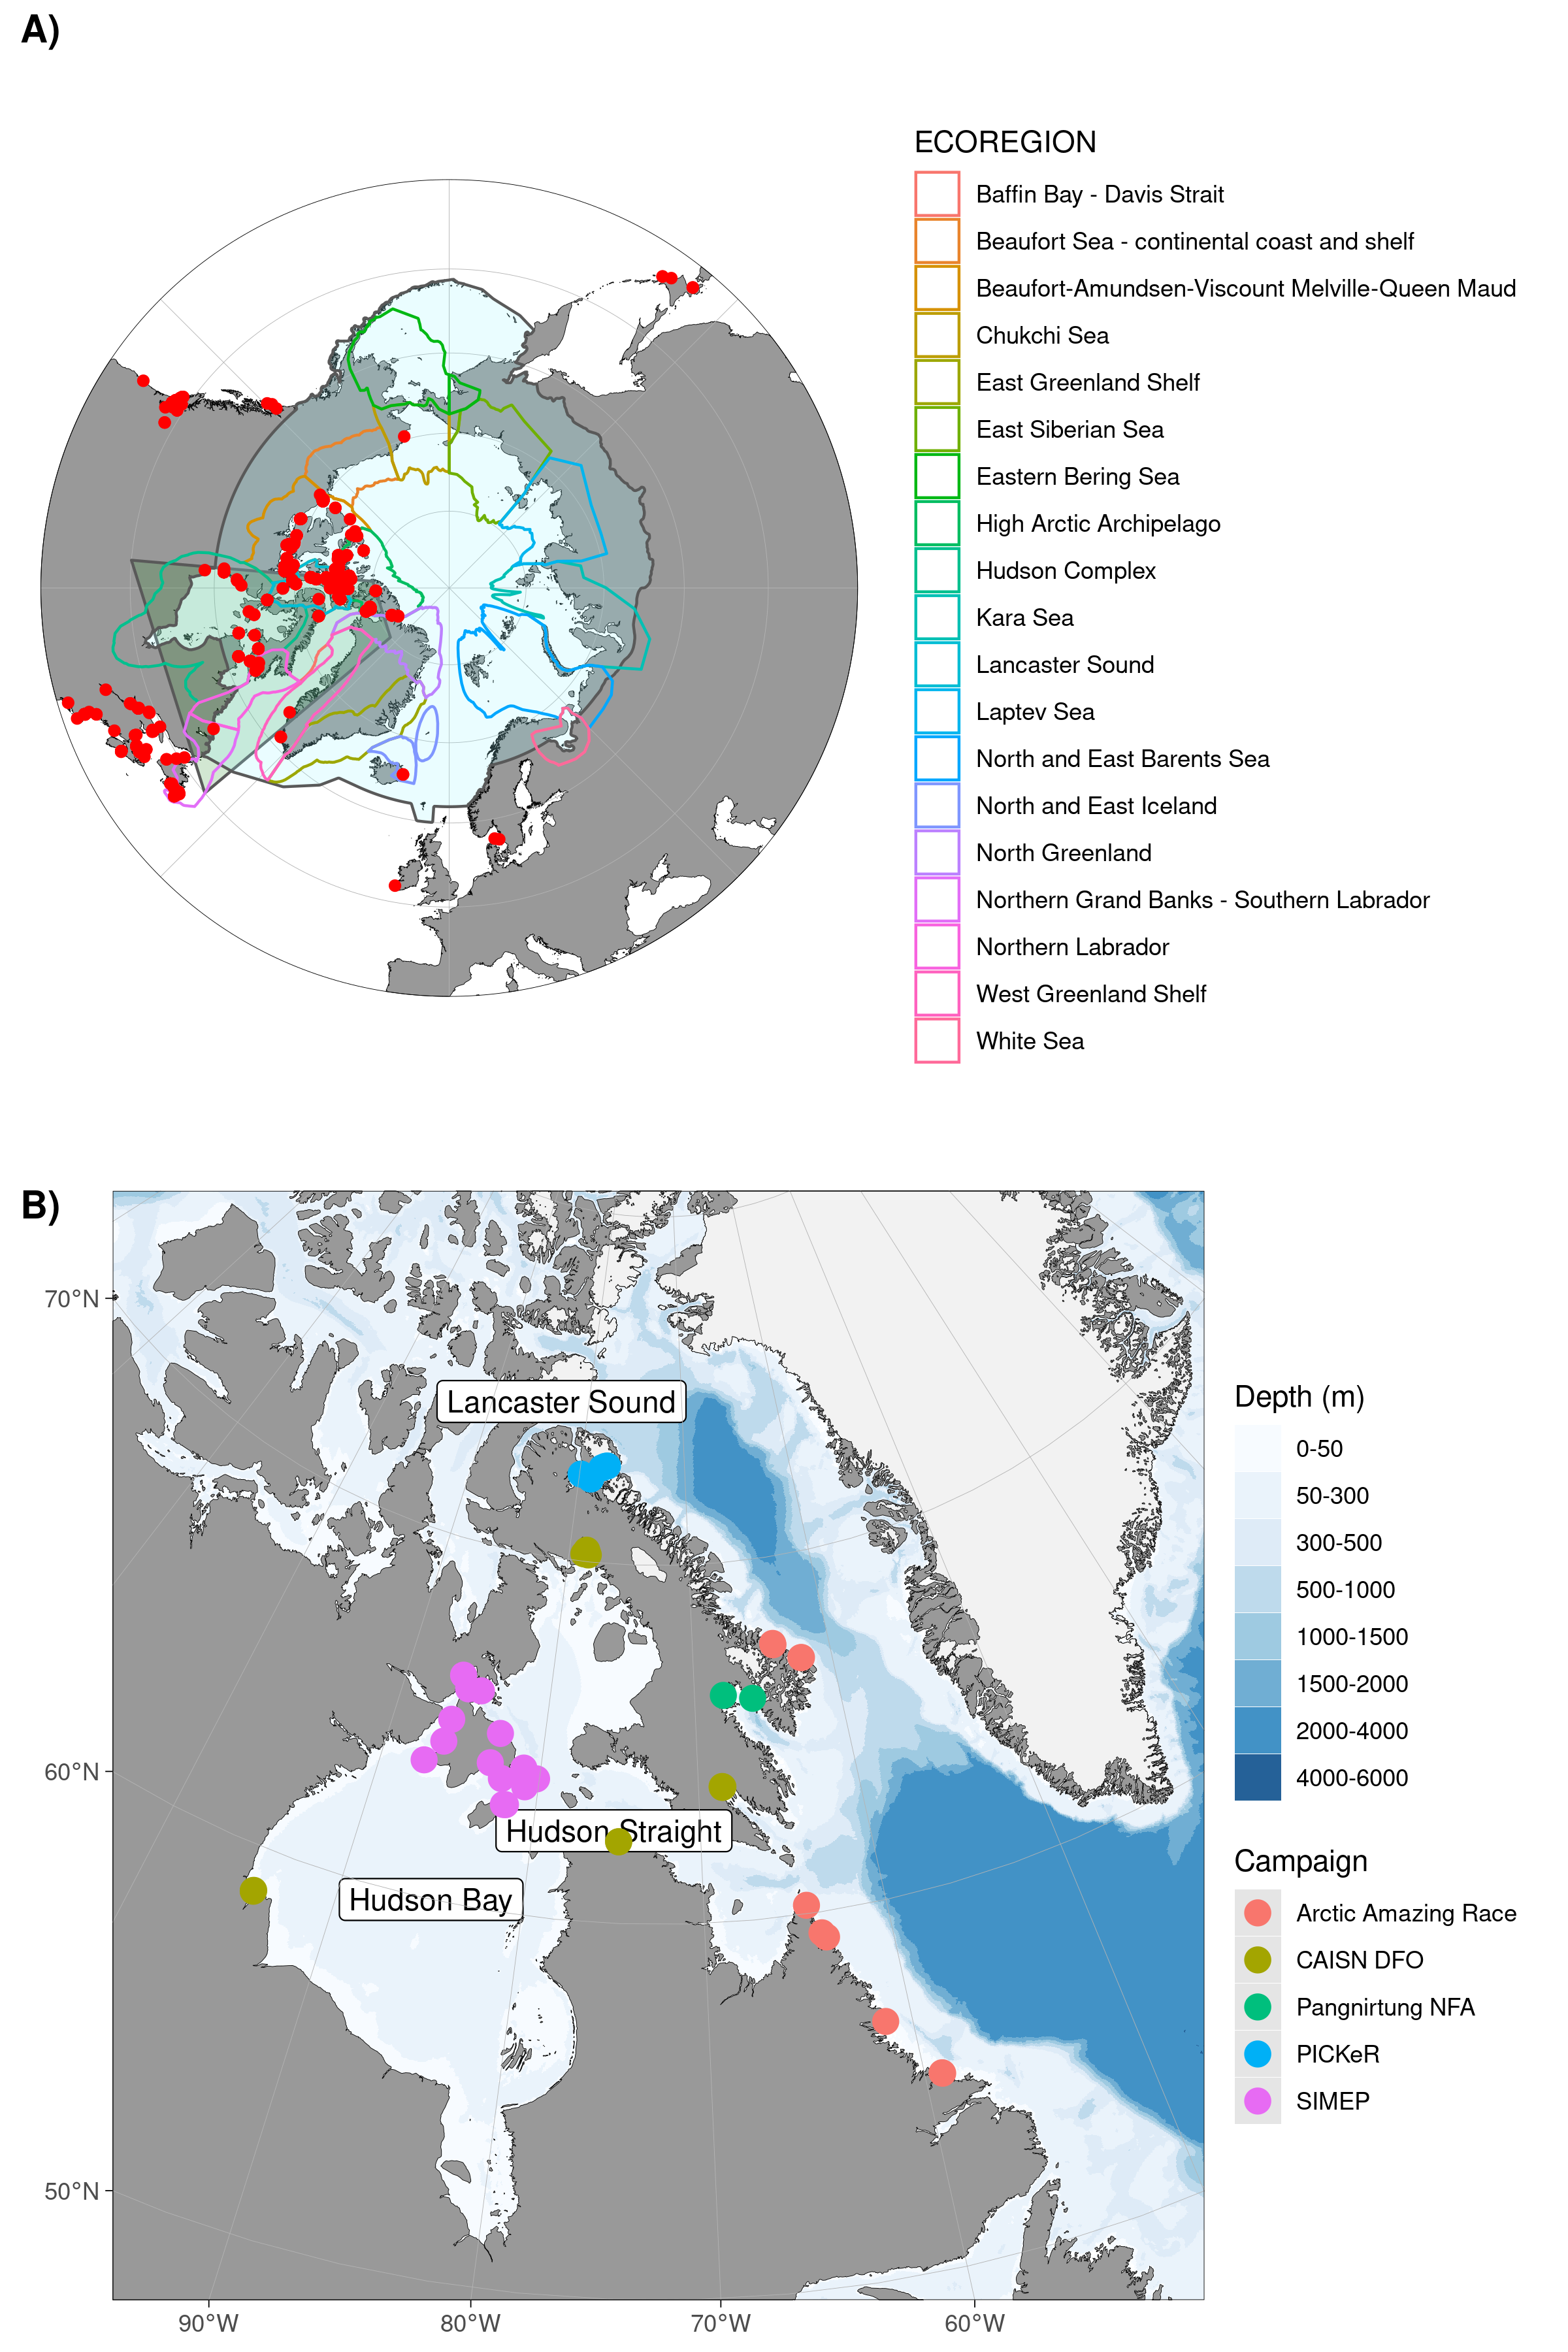 A)
ECOREGION
Baffin Bay - Davis Strait
Beaufort Sea - continental coast and shelf
Beaufort-Amundsen-Viscount Melville-Queen Maud
Chukchi Sea
East Greenland Shelf
East Siberian Sea
Eastern Bering Sea
High Arctic Archipelago
Hudson Complex
Kara Sea
Lancaster Sound
Laptev Sea
North and East Barents Sea
North and East Iceland
North Greenland
Northern Grand Banks - Southern Labrador
Northern Labrador
West Greenland Shelf
White Sea
B)
70°N
60°N
50°N
90°W
80°W
70°W
60°W
Lancaster Sound
Hudson Straight
Hudson Bay
Depth (m)
0-50
50-300
300-500
500-1000
1000-1500
1500-2000
2000-4000
4000-6000
Campaign
Arctic Amazing Race
CAISN DFO
Pangnirtung NFA
PICKeR
SIMEP